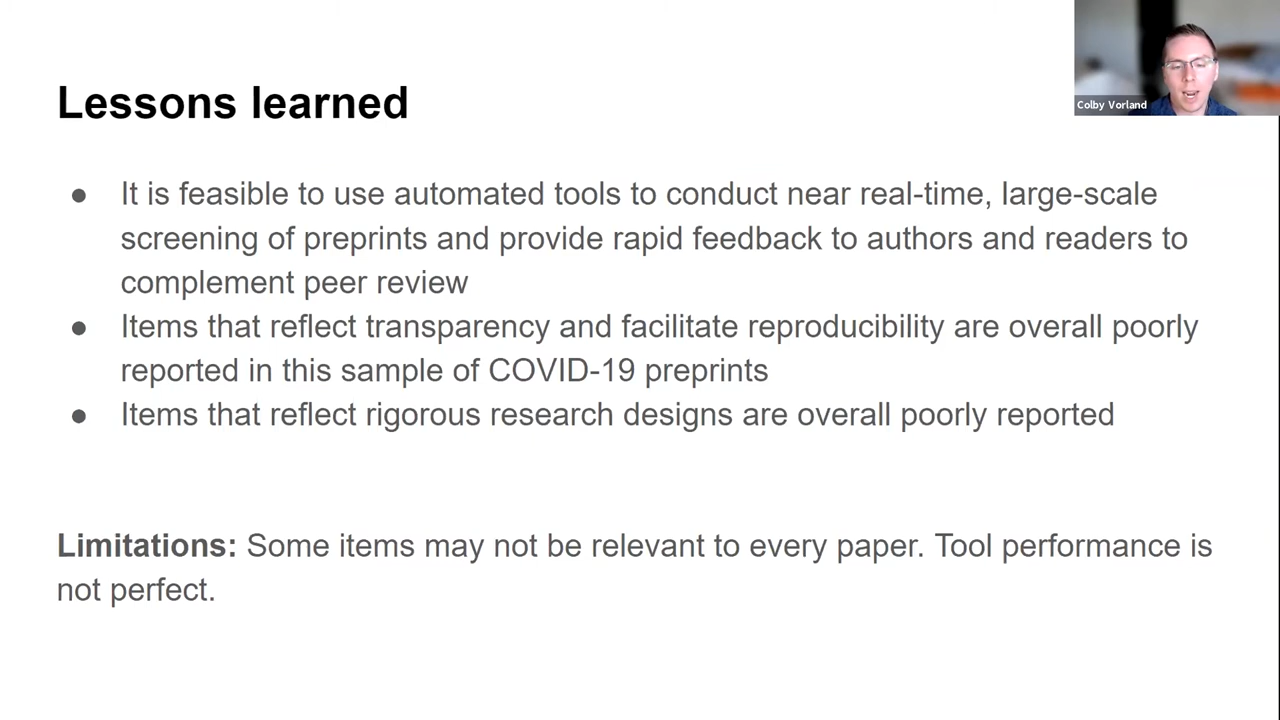 Lessons learned
Colby Vorland
● It is feasible to use automated tools to conduct near real-time, large-scale
screening of preprints and provide rapid feedback to authors and readers to
complement peer review
● Items that reflect transparency and facilitate reproducibility are overall poorly
reported in this sample of COVID-19 preprints
● Items that reflect rigorous research designs are overall poorly reported
Limitations: Some items may not be relevant to every paper. Tool performance is
not perfect.